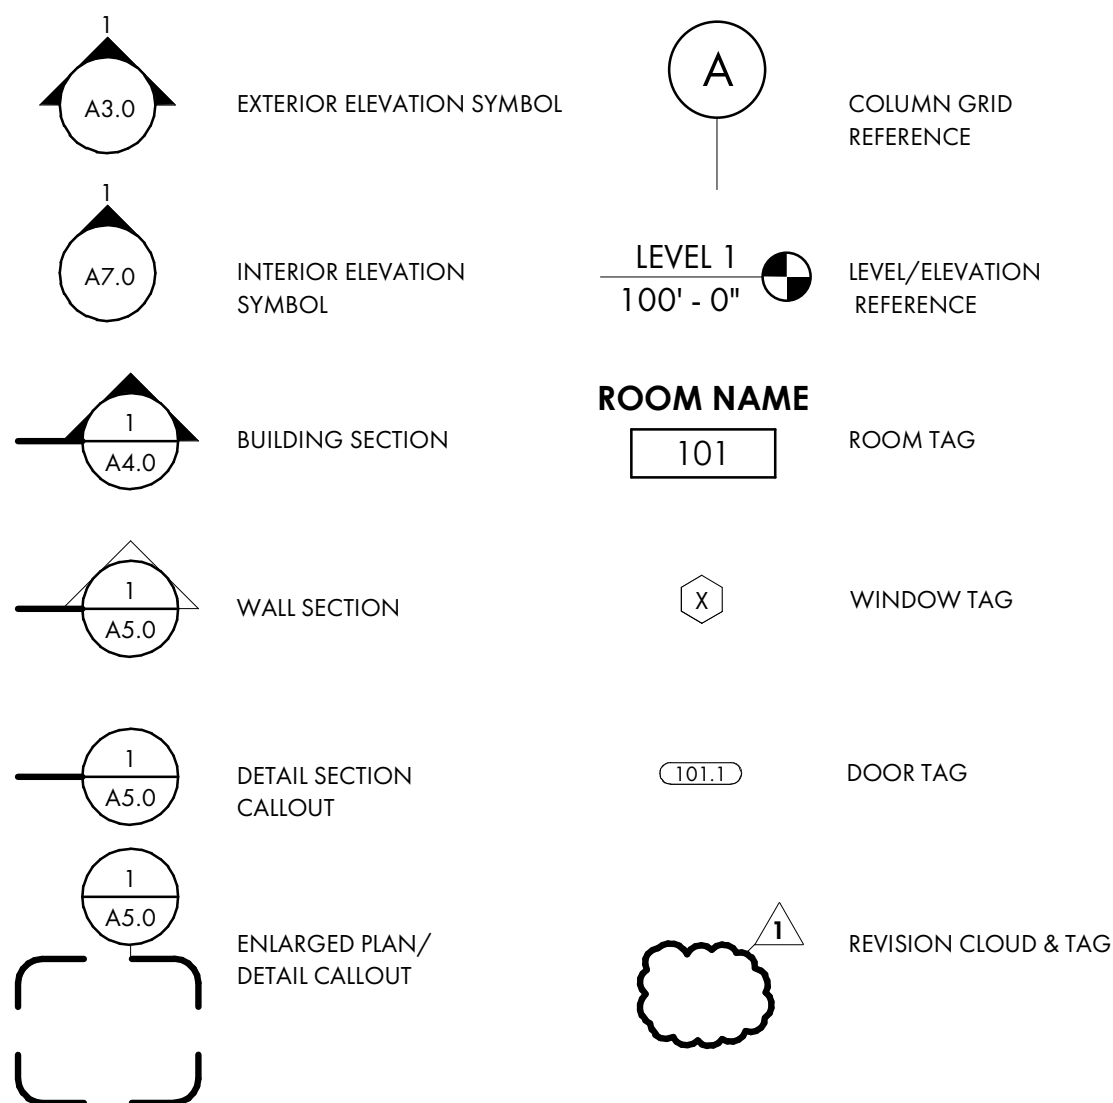 1
A3.0
EXTERIOR ELEVATION SYMBOL
1
A7.0
INTERIOR ELEVATION
SYMBOL
1
A4.0
BUILDING SECTION
1
A5.0
WALL SECTION
1
A5.0
DETAIL SECTION
CALLOUT
1
A5.0
ENLARGED PLAN/
DETAIL CALLOUT
A
COLUMN GRID
REFERENCE
LEVEL 1
100' - 0"
LEVEL/ELEVATION
REFERENCE
ROOM NAME
101
ROOM TAG
X
WINDOW TAG
101.1
DOOR TAG
1
REVISION CLOUD & TAG